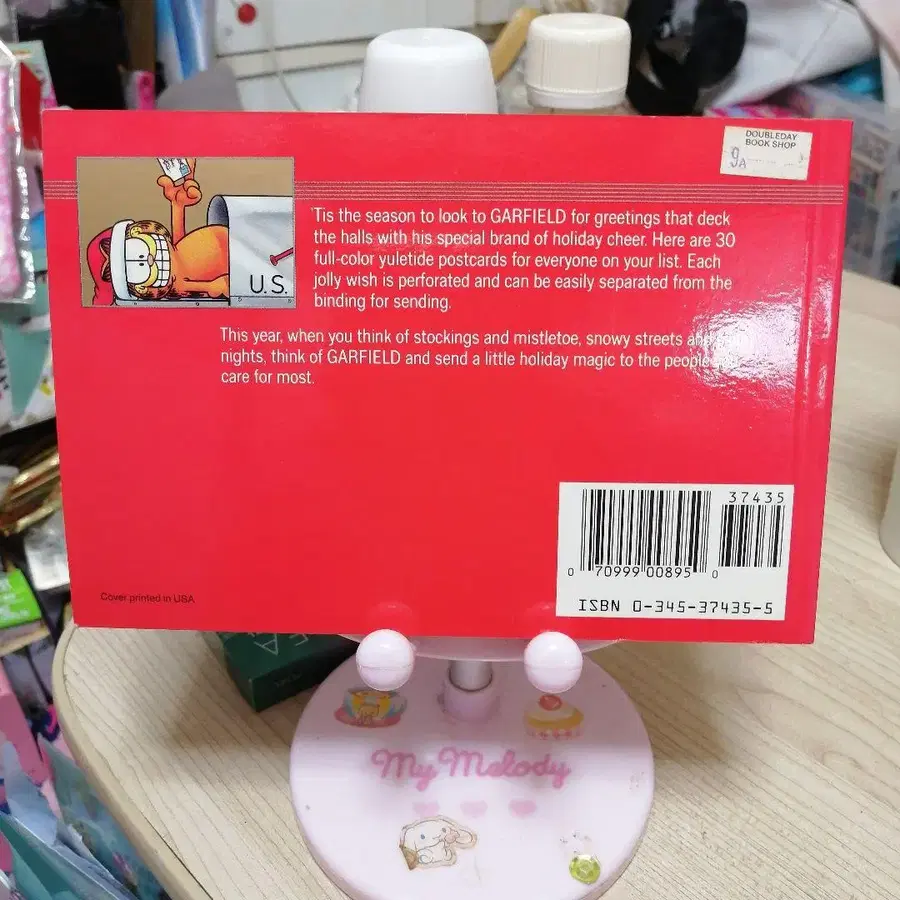 DOUBLEDAY
BOOK SHOP
9A
'Tis the season to look to GARFIELD for greetings that deck
the halls with his special brand of holiday cheer. Here are 30
full-color yuletide postcards for everyone on your list. Each
jolly wish is perforated and can be easily separated from the
binding for sending.
U.S.
This year, when you think of stockings and mistletoe, snowy streets and
nights, think of GARFIELD and send a little holiday magic to the people you
care for most.
37435
0 70999 00895 0
ISBN 0-345-37435-5
Cover printed in USA
My Melody